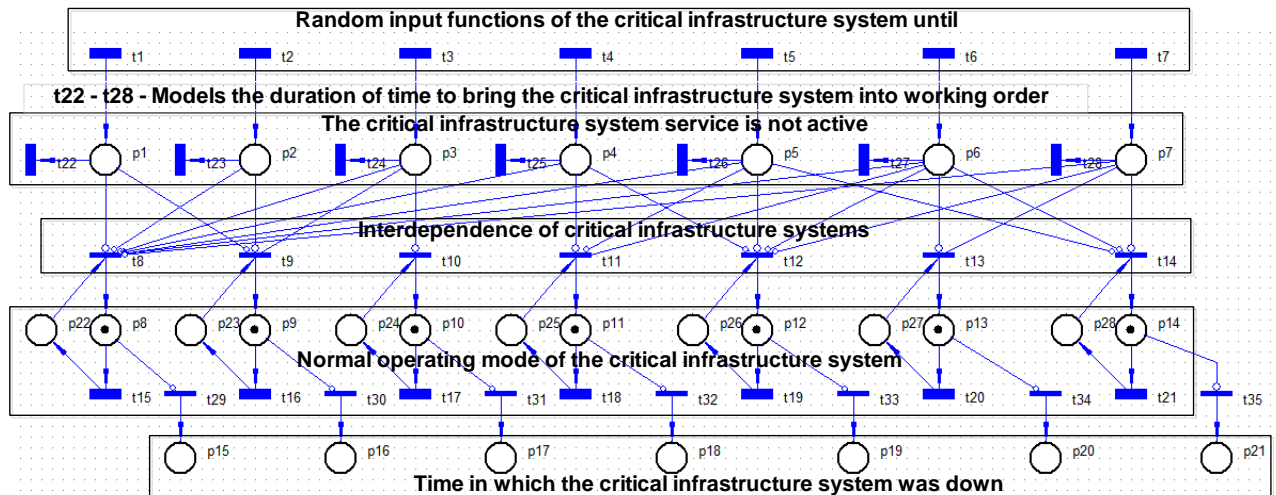 Random input functions of the critical infrastructure system until
t1 t2 t3 t4 t5 t6 t7
t22 - t28 - Models the duration of time to bring the critical infrastructure system into working order
The critical infrastructure system service is not active
t22 p1 t23 p2 t24 p3 t25 p4 t26 p5 t27 p6 t28 p7
Interdependence of critical infrastructure systems
t8 t9 t10 t11 t12 t13 t14
p22 p8 p23 p9 p24 p10 p25 p11 p26 p12 p27 p13 p28 p14
Normal operating mode of the critical infrastructure system
t15 t29 t16 t30 t17 t31 t18 t32 t19 t33 t20 t34 t21 t35
p15 p16 p17 p18 p19 p20 p21
Time in which the critical infrastructure system was down